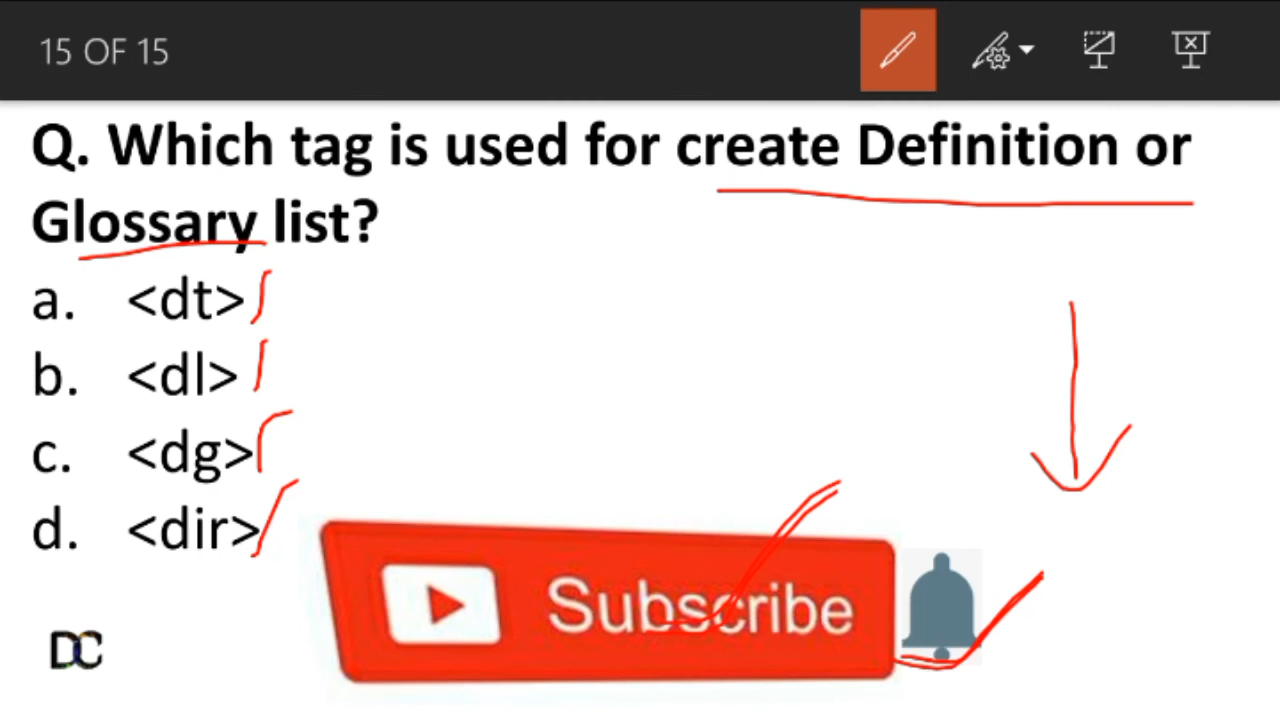 15 OF 15
Q. Which tag is used for create Definition or
Glossary list?
a. <dt>
b. <dl>
c. <dg>
d. <dir>
Subscribe
DC